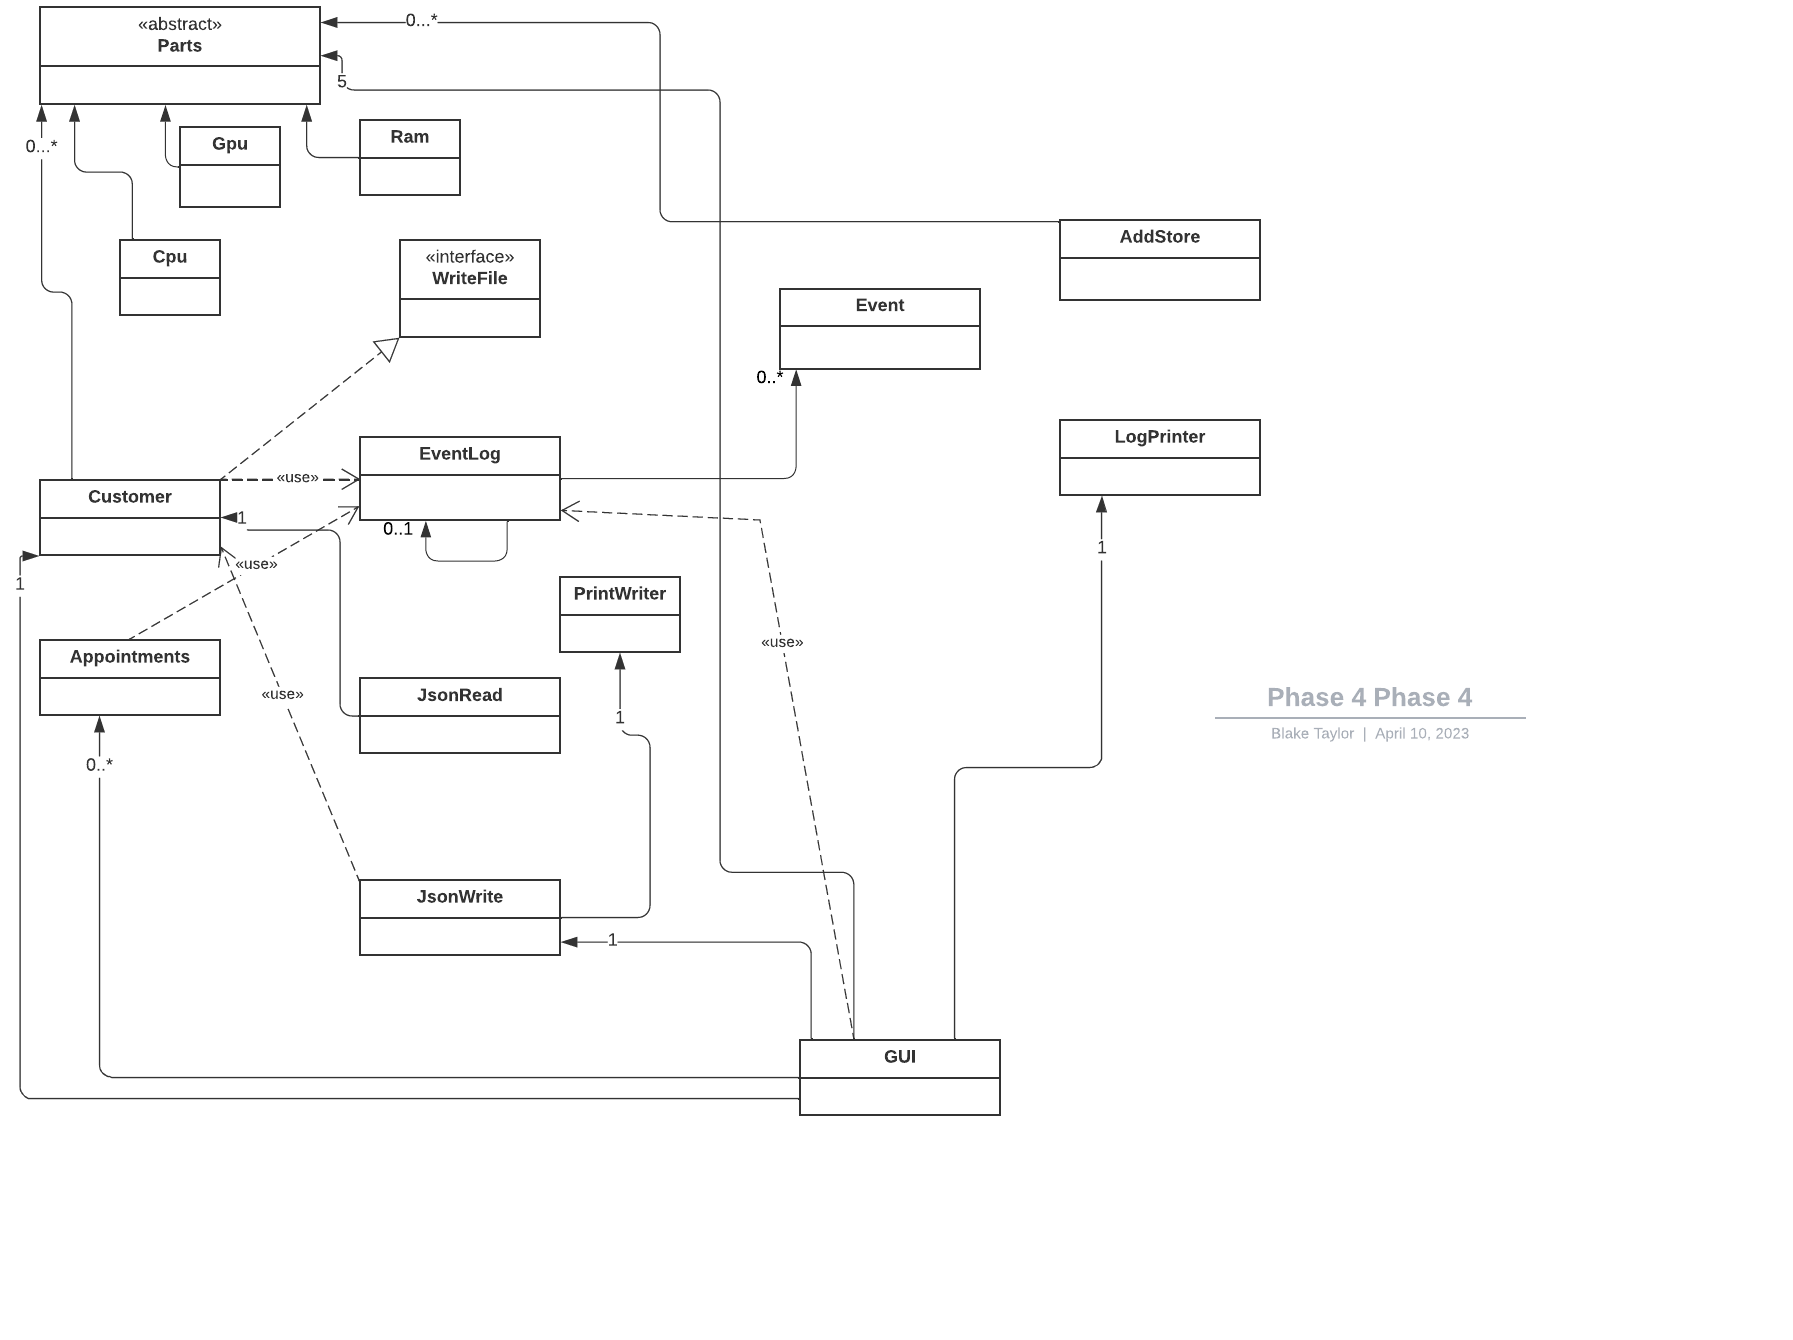 «abstract»
Parts
0...*
5
0...*
Gpu
Ram
Cpu
«interface»
WriteFile
AddStore
Event
0..*
LogPrinter
EventLog
«use»
Customer
1
0..1
1
«use»
1
PrintWriter
«use»
Appointments
JsonRead
«use»
1
0..*
Phase 4 Phase 4
Blake Taylor | April 10, 2023
JsonWrite
1
GUI